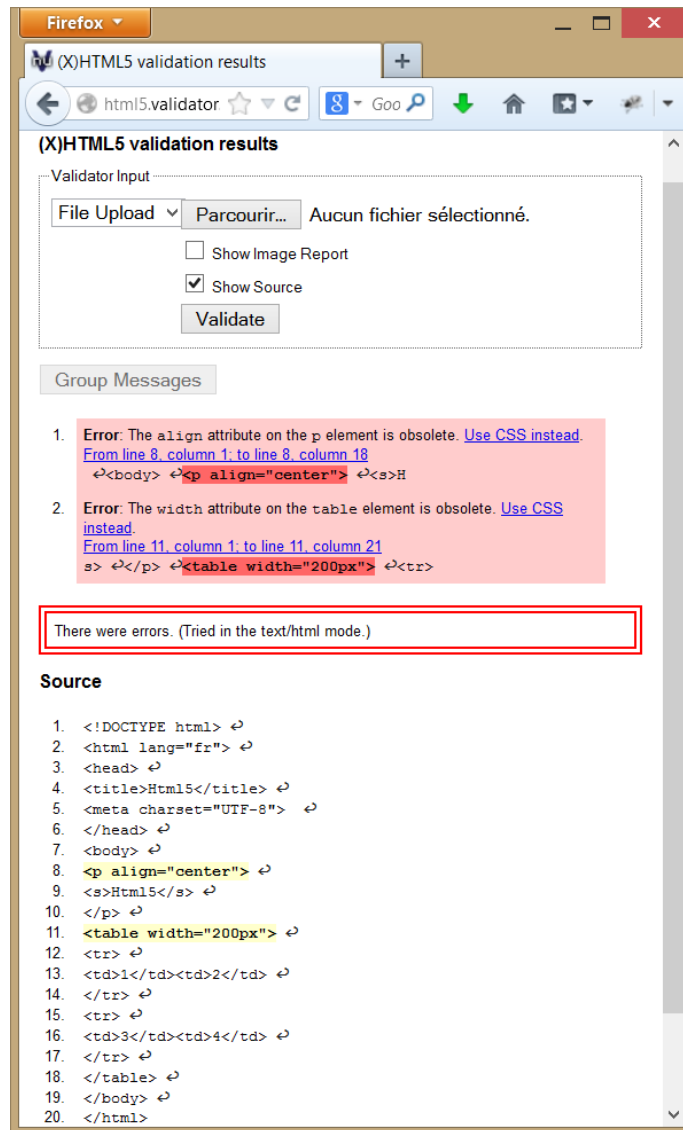 Firefox
(X)HTML5 validation results
html5.validator
8 Goo
(X)HTML5 validation results
Validator Input
File Upload Parcourir... Aucun fichier sélectionné.
Show Image Report
Show Source
Validate
Group Messages
1. Error: The align attribute on the p element is obsolete. Use CSS instead.
From line 8, column 1; to line 8, column 18
↩<body> ↩<p align="center"> ↩<s>H
2. Error: The width attribute on the table element is obsolete. Use CSS
instead.
From line 11, column 1; to line 11, column 21
s> ↩</p> ↩<table width="200px"> ↩<tr>
There were errors. (Tried in the text/html mode.)
Source
1. <!DOCTYPE html> ↩
2. <html lang="fr"> ↩
3. <head> ↩
4. <title>Html5</title> ↩
5. <meta charset="UTF-8"> ↩
6. </head> ↩
7. <body> ↩
8. <p align="center"> ↩
9. <s>Html5</s> ↩
10. </p> ↩
11. <table width="200px"> ↩
12. <tr> ↩
13. <td>1</td><td>2</td> ↩
14. </tr> ↩
15. <tr> ↩
16. <td>3</td><td>4</td> ↩
17. </tr> ↩
18. </table> ↩
19. </body> ↩
20. </html>